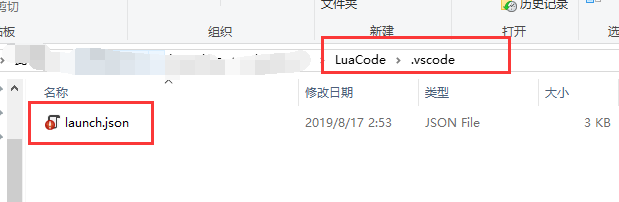 剪切
文件夹
历史记录
贴板
组织
打开
选
LuaCode > .vscode
名称
修改日期
类型
大小
launch.json
2019/8/17 2:53
JSON File
3 KB